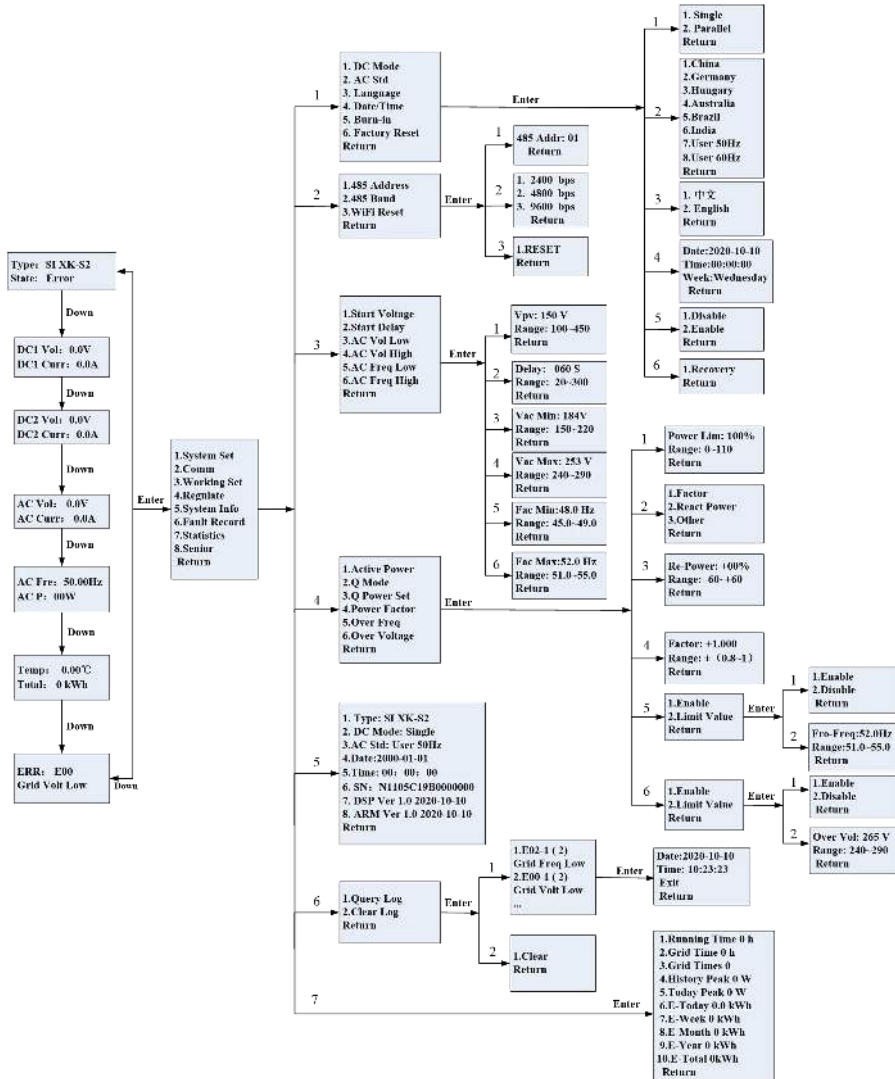 Type: SI XK-S2
State: Error
Down
DC1 Vol: 0.0V
DC1 Curr: 0.0A
Down
DC2 Vol: 0.0V
DC2 Curr: 0.0A
Down
AC Vol: 0.0V
AC Curr: 0.0A
Down
AC Fre: 50.00Hz
AC P: 00W
Down
Temp: 0.00℃
Total: 0 kWh
Down
ERR: E00
Grid Volt Low
Down
Enter
1.System Set
2.Comm
3.Working Set
4.Regulate
5.System Info
6.Fault Record
7.Statistics
8.Senior
Return
1
1. DC Mode
2. AC Std
3. Language
4. Date/Time
5. Burn-in
6. Factory Reset
Return
Enter
1
1. Single
2. Parallel
Return
2
1.China
2.Germany
3.Hungary
4.Australia
5.Brazil
6.India
7.User 50Hz
8.User 60Hz
Return
3
1. 中文
2. English
Return
4
Date:2020-10-10
Time:00:00:00
Week:Wednesday
Return
5
1.Disable
2.Enable
Return
6
1.Recovery
Return
2
1.485 Address
2.485 Band
3.WiFi Reset
Return
Enter
1
485 Addr: 01
Return
2
1. 2400 bps
2. 4800 bps
3. 9600 bps
Return
3
1.RESET
Return
3
1.Start Voltage
2.Start Delay
3.AC Vol Low
4.AC Vol High
5.AC Freq Low
6.AC Freq High
Return
Enter
1
Vpv: 150 V
Range: 100~450
Return
2
Delay: 060 S
Range: 20~300
Return
3
Vac Min: 184V
Range: 150~220
Return
4
Vac Max: 253 V
Range: 240~290
Return
5
Fac Min:48.0 Hz
Range: 45.0~49.0
Return
6
Fac Max:52.0 Hz
Range: 51.0~55.0
Return
4
1.Active Power
2.Q Mode
3.Q Power Set
4.Power Factor
5.Over Freq
6.Over Voltage
Return
Enter
1
Power Lim: 100%
Range: 0~110
Return
2
1.Factor
2.React Power
3.Other
Return
3
Re-Power: +00%
Range: -60~+60
Return
4
Factor: +1.000
Range: ± (0.8~1)
Return
5
1.Enable
2.Limit Value
Return
Enter
1
1.Enable
2.Disable
Return
2
Fro-Freq:52.0Hz
Range:51.0~55.0
Return
6
1.Enable
2.Limit Value
Return
Enter
1
1.Enable
2.Disable
Return
2
Over Vol: 265 V
Range: 240~290
Return
5
1. Type: SI XK-S2
2. DC Mode: Single
3.AC Std: User 50Hz
4.Date:2000-01-01
5.Time: 00: 00: 00
6. SN: N1105C19B0000000
7. DSP Ver 1.0 2020-10-10
8. ARM Ver 1.0 2020-10-10
Return
6
1.Query Log
2.Clear Log
Return
Enter
1
1.E02-1 ( 2)
Grid Freq Low
2.E00-1 ( 2)
Grid Volt Low
...
Enter
Date:2020-10-10
Time: 10:23:23
Exit
Return
2
1.Clear
Return
7
Enter
1.Running Time 0 h
2.Grid Time 0 h
3.Grid Times 0
4.History Peak 0 W
5.Today Peak 0 W
6.E-Today 0.0 kWh
7.E-Week 0 kWh
8.E-Month 0 kWh
9.E-Year 0 kWh
10.E-Total 0kWh
Return